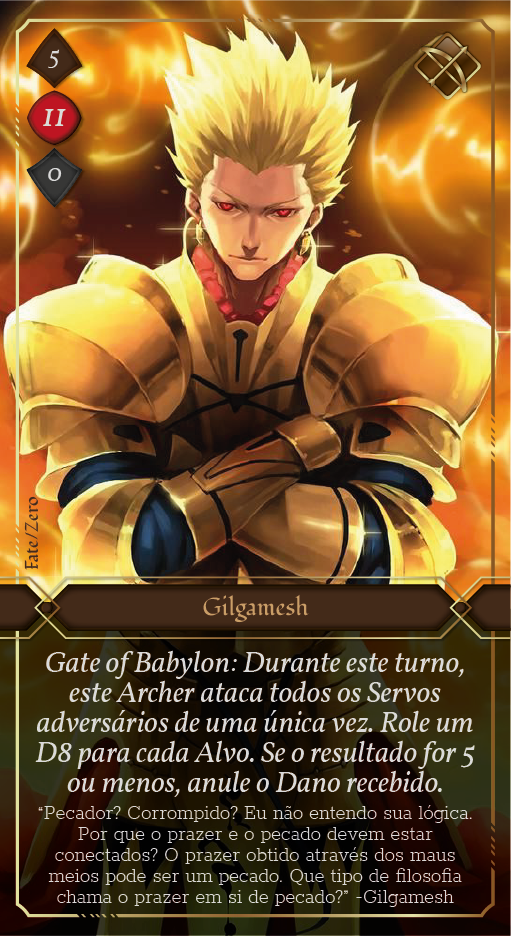 5
11
0
Fate/Zero
Gilgamesh
Gate of Babylon: Durante este turno,
este Archer ataca todos os Servos
adversários de uma única vez. Role um
D8 para cada Alvo. Se o resultado for 5
ou menos, anule o Dano recebido.
“Pecador? Corrompido? Eu não entendo sua lógica.
Por que o prazer e o pecado devem estar
conectados? O prazer obtido através dos maus
meios pode ser um pecado. Que tipo de filosofia
chama o prazer em si de pecado?” -Gilgamesh